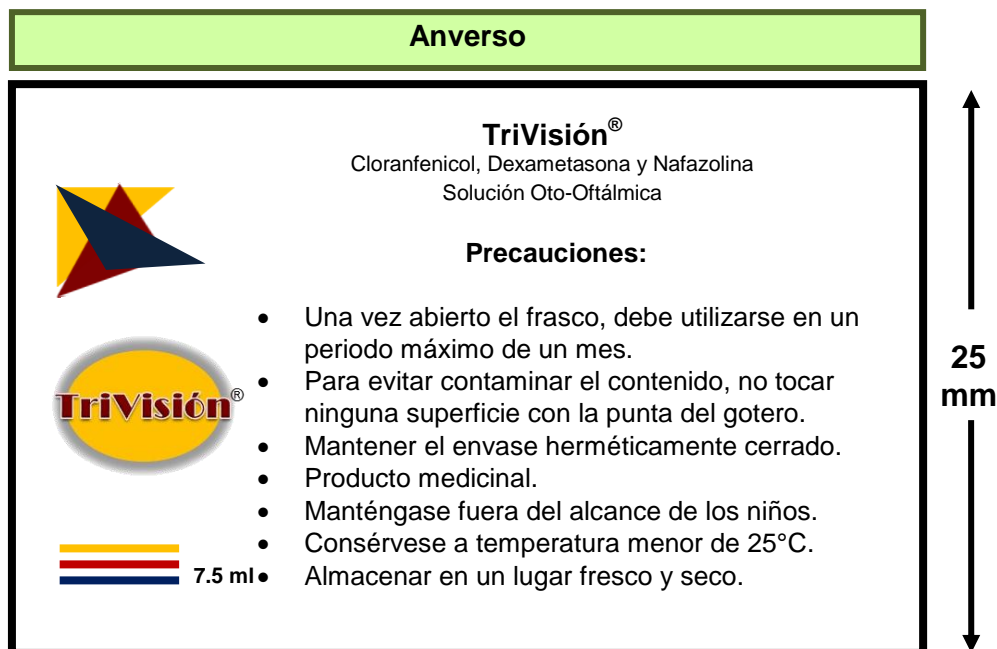 Anverso
TriVisión®
Cloranfenicol, Dexametasona y Nafazolina
Solución Oto-Oftálmica
Precauciones:
• Una vez abierto el frasco, debe utilizarse en un
periodo máximo de un mes.
• Para evitar contaminar el contenido, no tocar
ninguna superficie con la punta del gotero.
• Mantener el envase herméticamente cerrado.
• Producto medicinal.
• Manténgase fuera del alcance de los niños.
• Consérvese a temperatura menor de 25°C.
• Almacenar en un lugar fresco y seco.
TriVisión®
7.5 ml
25
mm